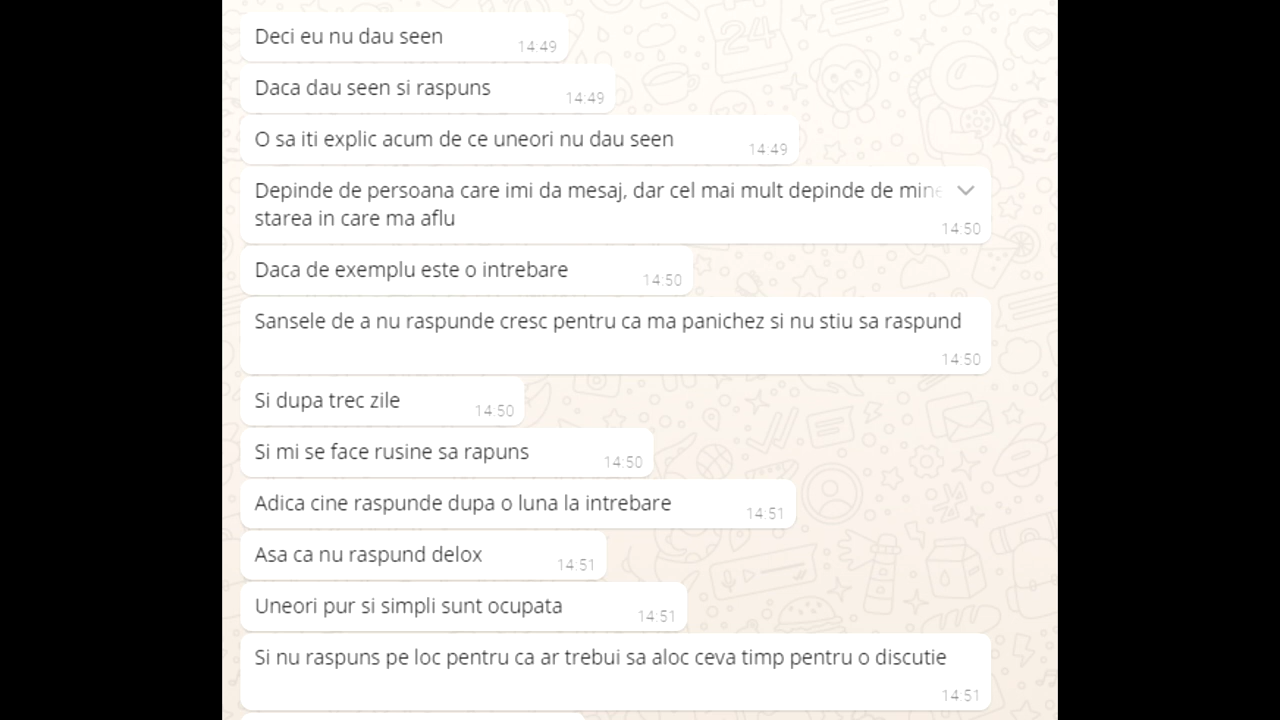 Deci eu nu dau seen
14:49
Daca dau seen si raspuns
14:49
O sa iti explic acum de ce uneori nu dau seen
14:49
Depinde de persoana care imi da mesaj, dar cel mai mult depinde de mine
starea in care ma aflu
14:50
Daca de exemplu este o intrebare
14:50
Sansele de a nu raspunde cresc pentru ca ma panichez si nu stiu sa raspund
14:50
Si dupa trec zile
14:50
Si mi se face rusine sa rapuns
14:50
Adica cine raspunde dupa o luna la intrebare
14:51
Asa ca nu raspund delox
14:51
Uneori pur si simpli sunt ocupata
14:51
Si nu raspuns pe loc pentru ca ar trebui sa aloc ceva timp pentru o discutie
14:51
24